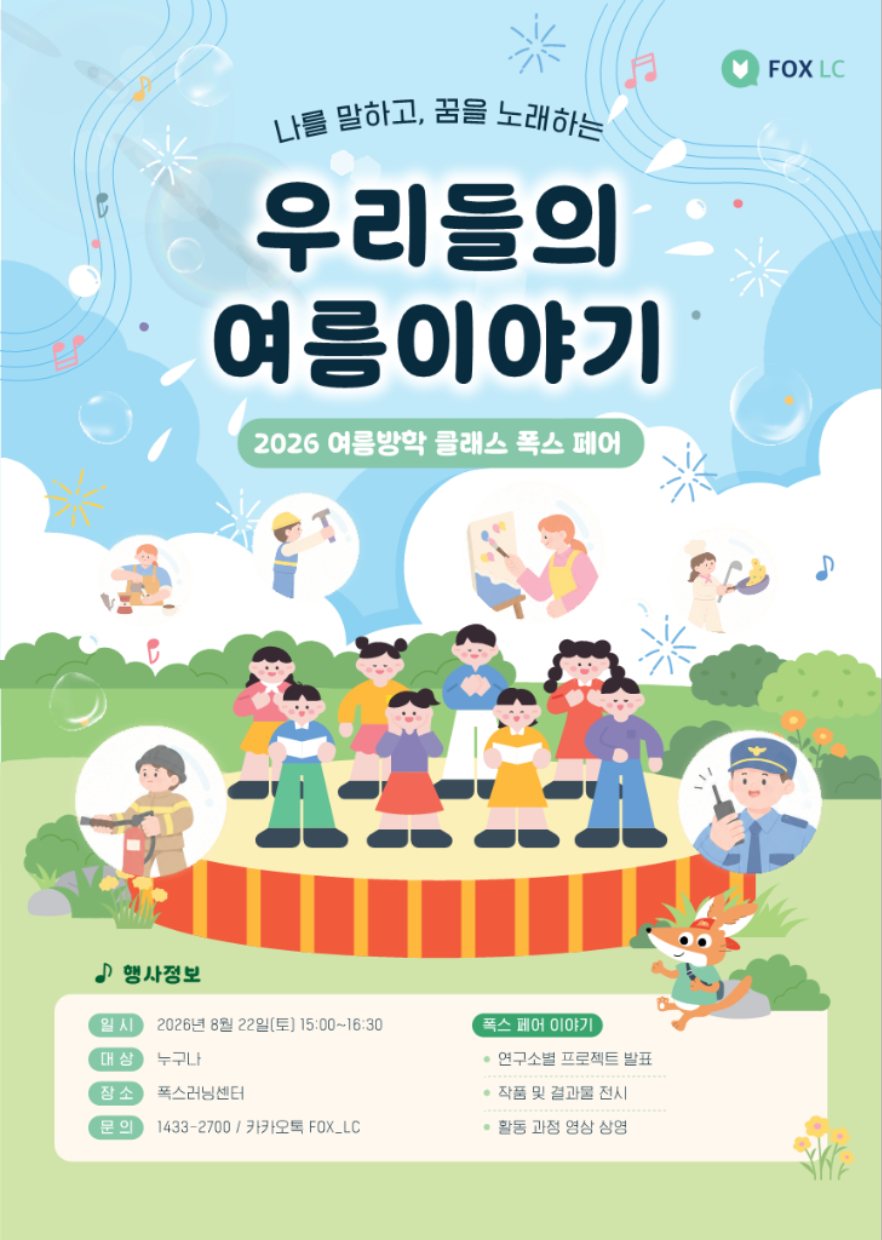 FOX LC
나를 말하고, 꿈을 노래하는
우리들의
여름이야기
2026 여름방학 클래스 폭스 페어
행사정보
일시 2026년 8월 22일(토) 15:00~16:30
대상 누구나
장소 폭스러닝센터
문의 1433-2700 / 카카오톡 FOX_LC
폭스 페어 이야기
• 연구소별 프로젝트 발표
• 작품 및 결과물 전시
• 활동 과정 영상 상영